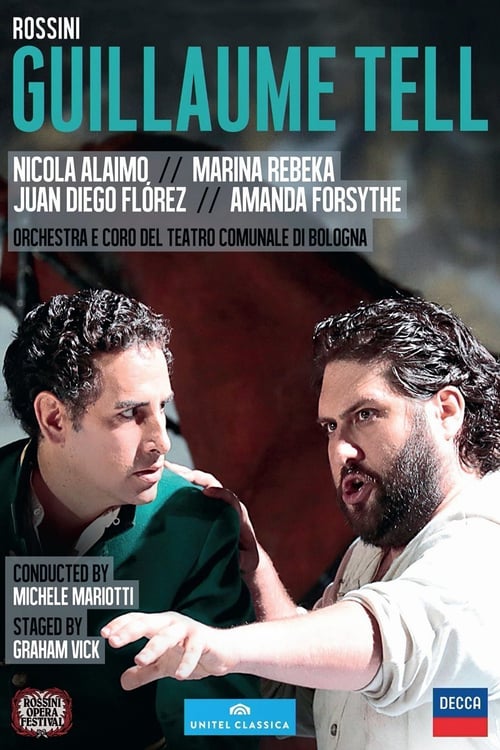 ROSSINI
GUILLAUME TELL
NICOLA ALAIMO // MARINA REBEKA
JUAN DIEGO FLÓREZ // AMANDA FORSYTHE
ORCHESTRA E CORO DEL TEATRO COMUNALE DI BOLOGNA
CONDUCTED BY
MICHELE MARIOTTI
STAGED BY
GRAHAM VICK
ROSSINI
OPERA
FESTIVAL
UNITEL CLASSICA
DECCA